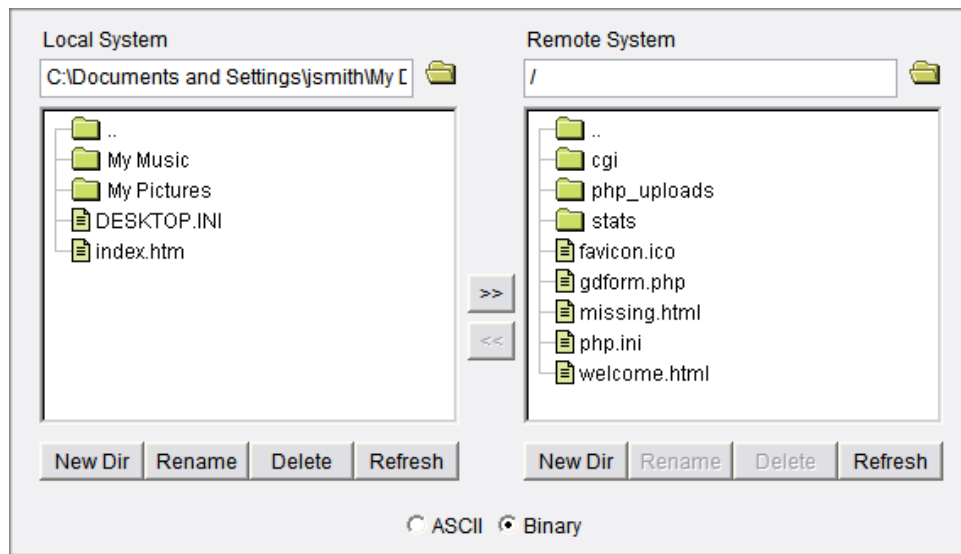 Local System
C:\Documents and Settings\jsmith\My D
..
My Music
My Pictures
DESKTOP.INI
index.htm
New Dir Rename Delete Refresh
>>
<<
Remote System
/
..
cgi
php_uploads
stats
favicon.ico
gdform.php
missing.html
php.ini
welcome.html
New Dir Rename Delete Refresh
ASCII Binary